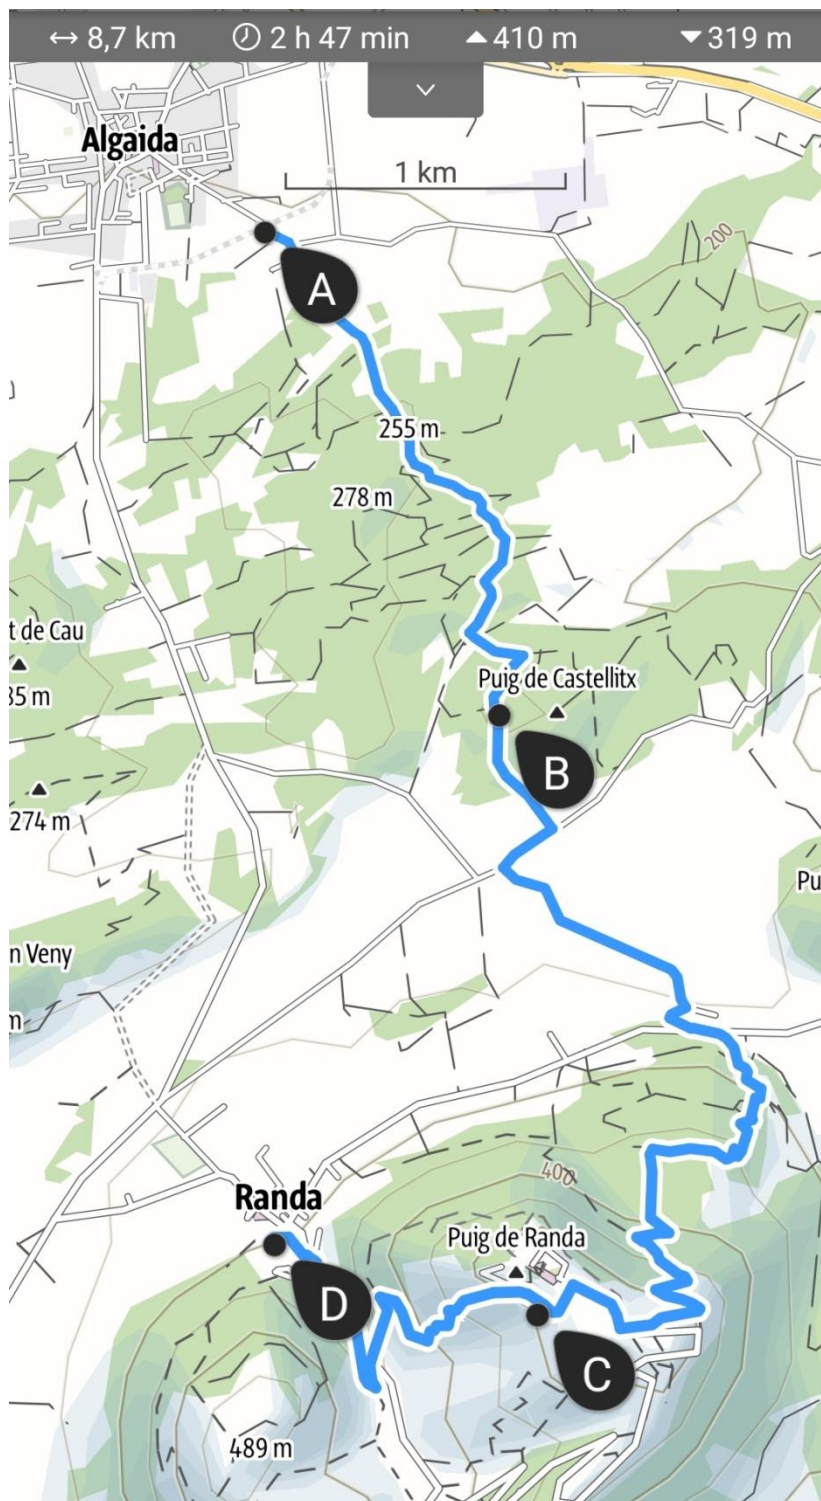 8,7 km 2 h 47 min 410 m 319 m
Algaida
1 km
200
A
255 m
278 m
t de Cau
Puig de Castellitx
35 m
B
274 m
Pu
n Veny
m
400
Randa
Puig de Randa
D
C
489 m